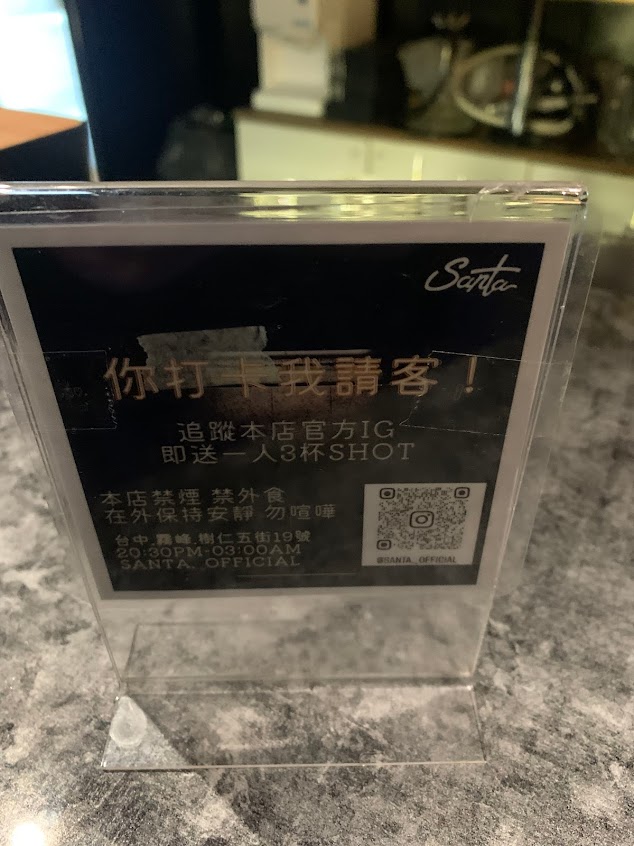 Santa
你打卡我請客！
追蹤本店官方IG
即送一人3杯SHOT
本店禁煙 禁外食
在外保持安靜 勿喧嘩
台中.霧峰.樹仁五街19號
20:30PM-03:00AM
SANTA_OFFICIAL
@SANTA._.OFFICIAL